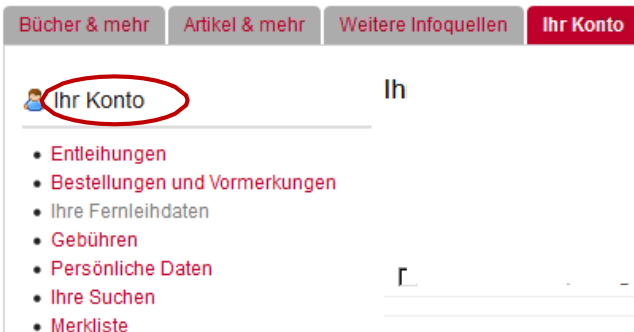 Bücher & mehr Artikel & mehr Weitere Infoquellen Ihr Konto
Ihr Konto
Ih
Entleihungen
Bestellungen und Vormerkungen
Ihre Fernleihdaten
Gebühren
Persönliche Daten
Ihre Suchen
Merkliste